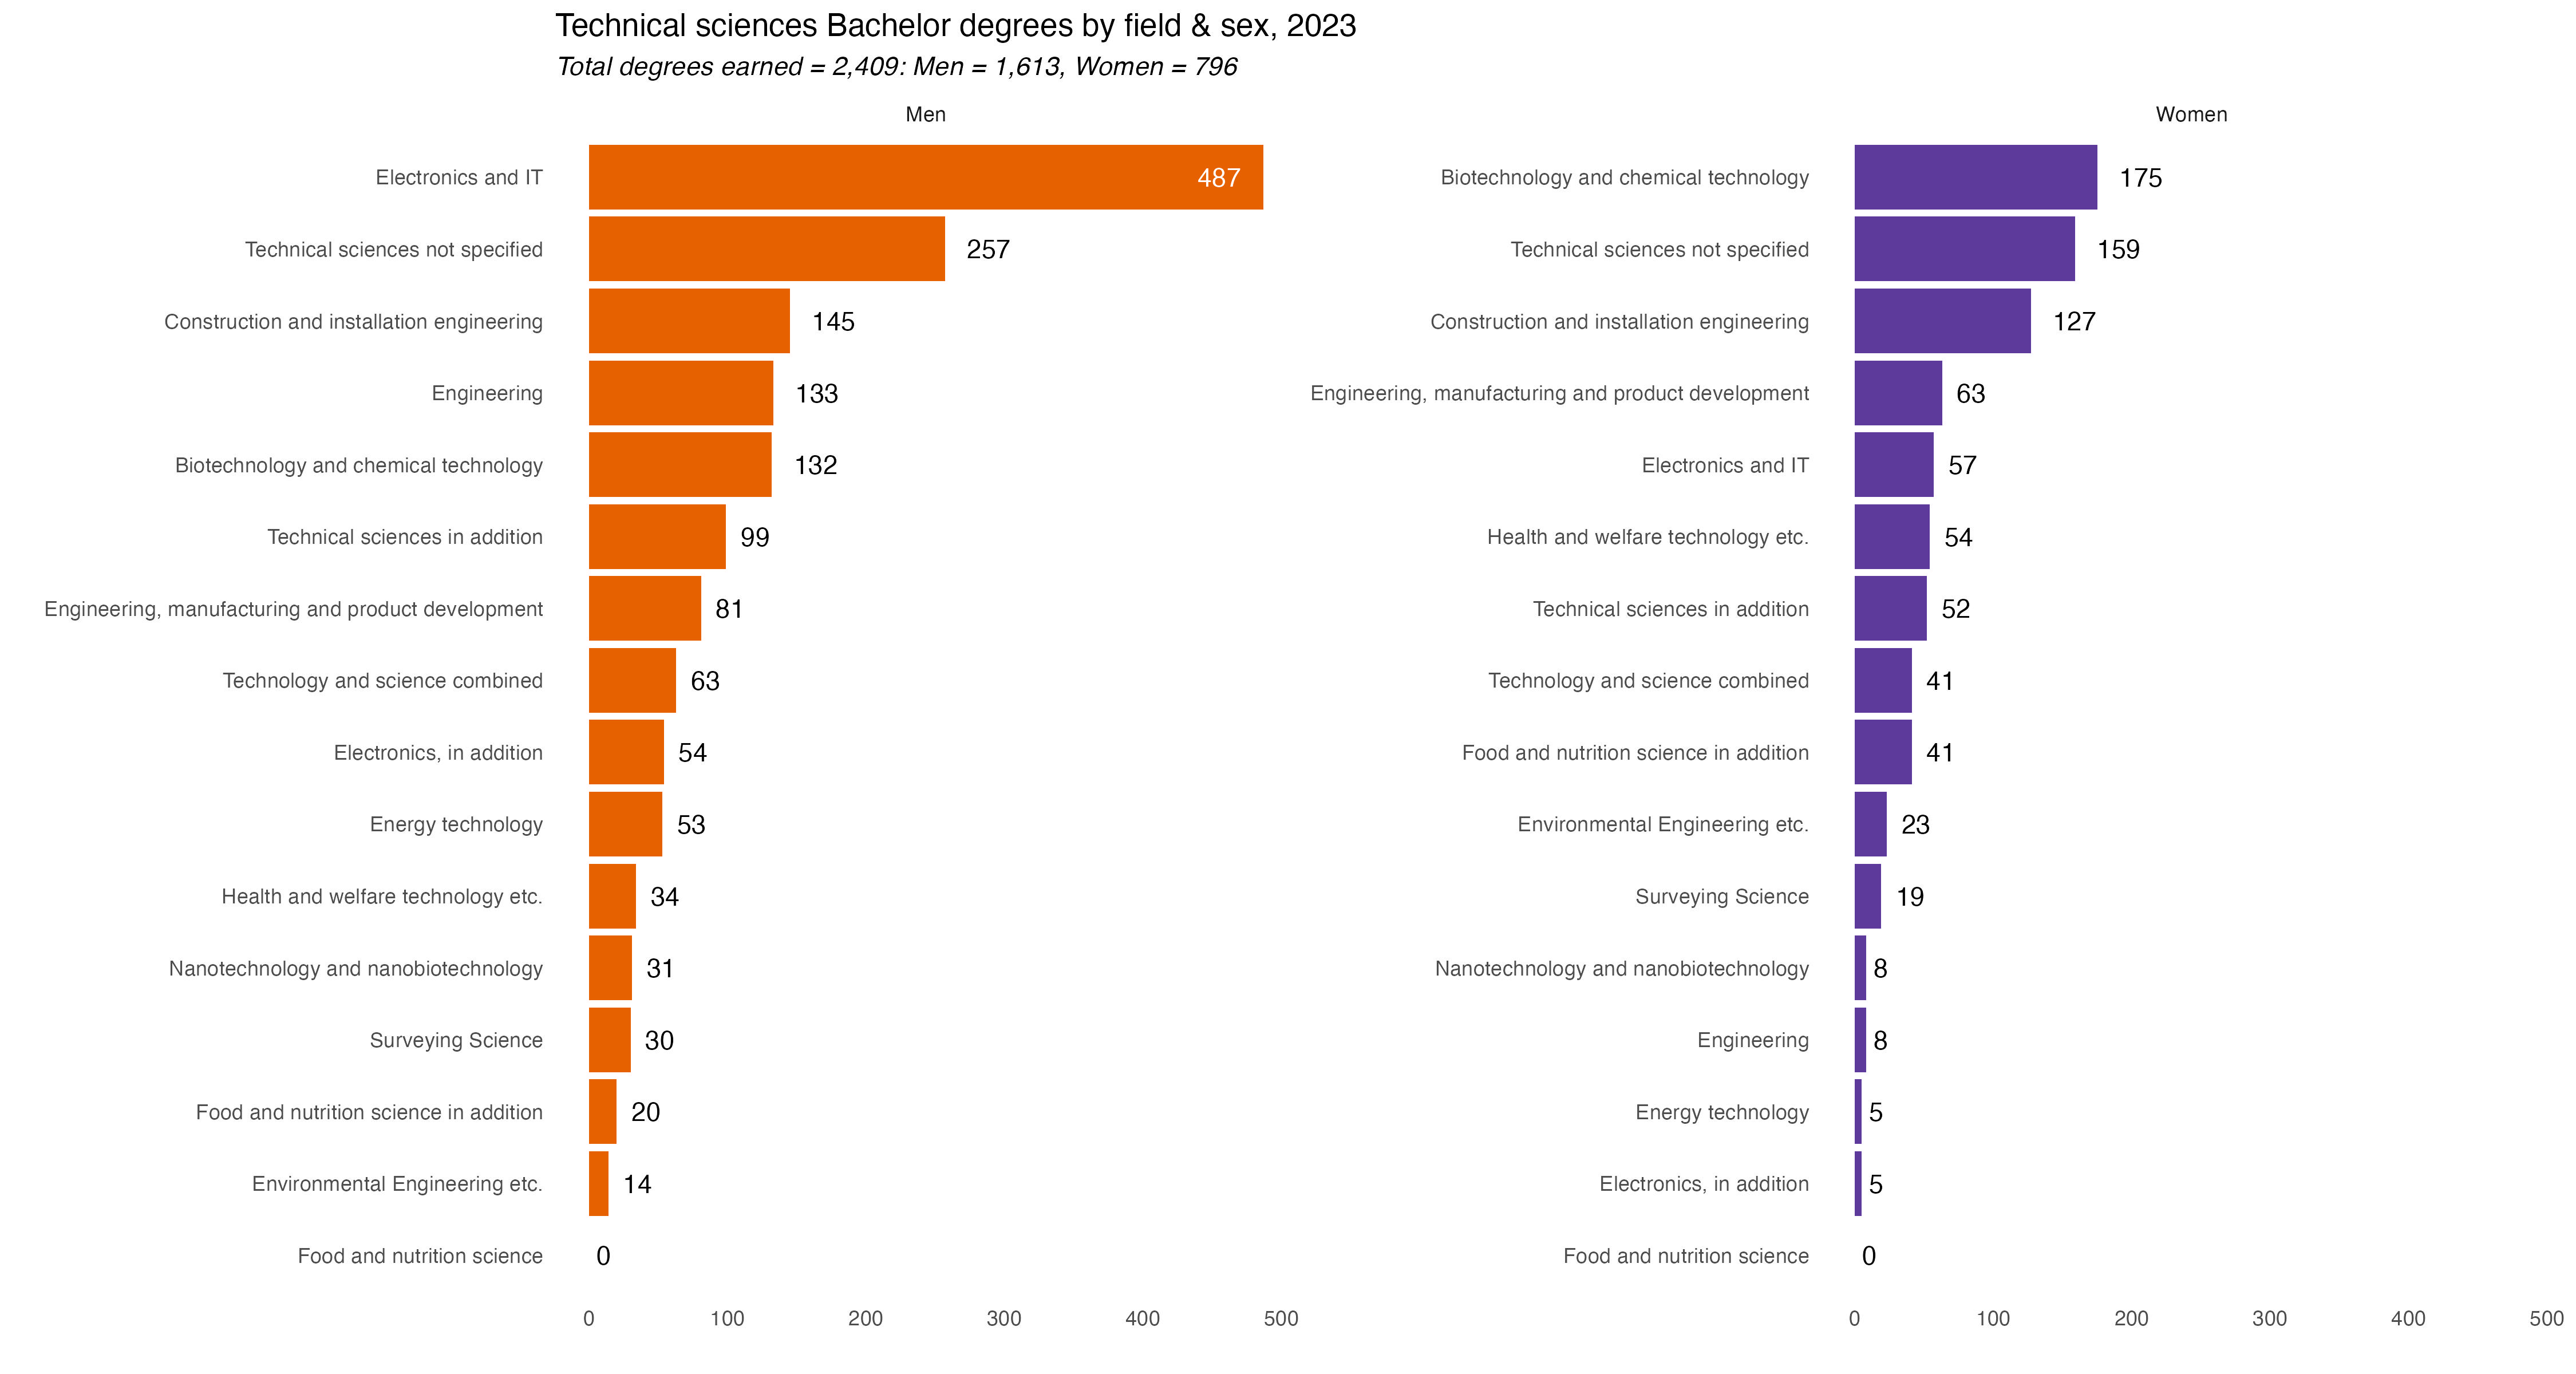 Technical sciences Bachelor degrees by field & sex, 2023
Total degrees earned = 2,409: Men = 1,613, Women = 796
Men
Electronics and IT 487
Technical sciences not specified 257
Construction and installation engineering 145
Engineering 133
Biotechnology and chemical technology 132
Technical sciences in addition 99
Engineering, manufacturing and product development 81
Technology and science combined 63
Electronics, in addition 54
Energy technology 53
Health and welfare technology etc. 34
Nanotechnology and nanobiotechnology 31
Surveying Science 30
Food and nutrition science in addition 20
Environmental Engineering etc. 14
Food and nutrition science 0
0 100 200 300 400 500
Women
Biotechnology and chemical technology 175
Technical sciences not specified 159
Construction and installation engineering 127
Engineering, manufacturing and product development 63
Electronics and IT 57
Health and welfare technology etc. 54
Technical sciences in addition 52
Technology and science combined 41
Food and nutrition science in addition 41
Environmental Engineering etc. 23
Surveying Science 19
Nanotechnology and nanobiotechnology 8
Engineering 8
Energy technology 5
Electronics, in addition 5
Food and nutrition science 0
0 100 200 300 400 500